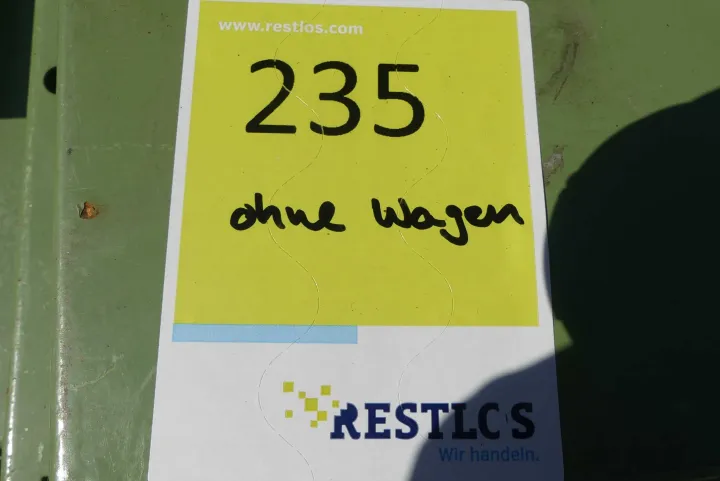 www.restlos.com
235
ohne Wagen
RESTLOS
Wir handeln.